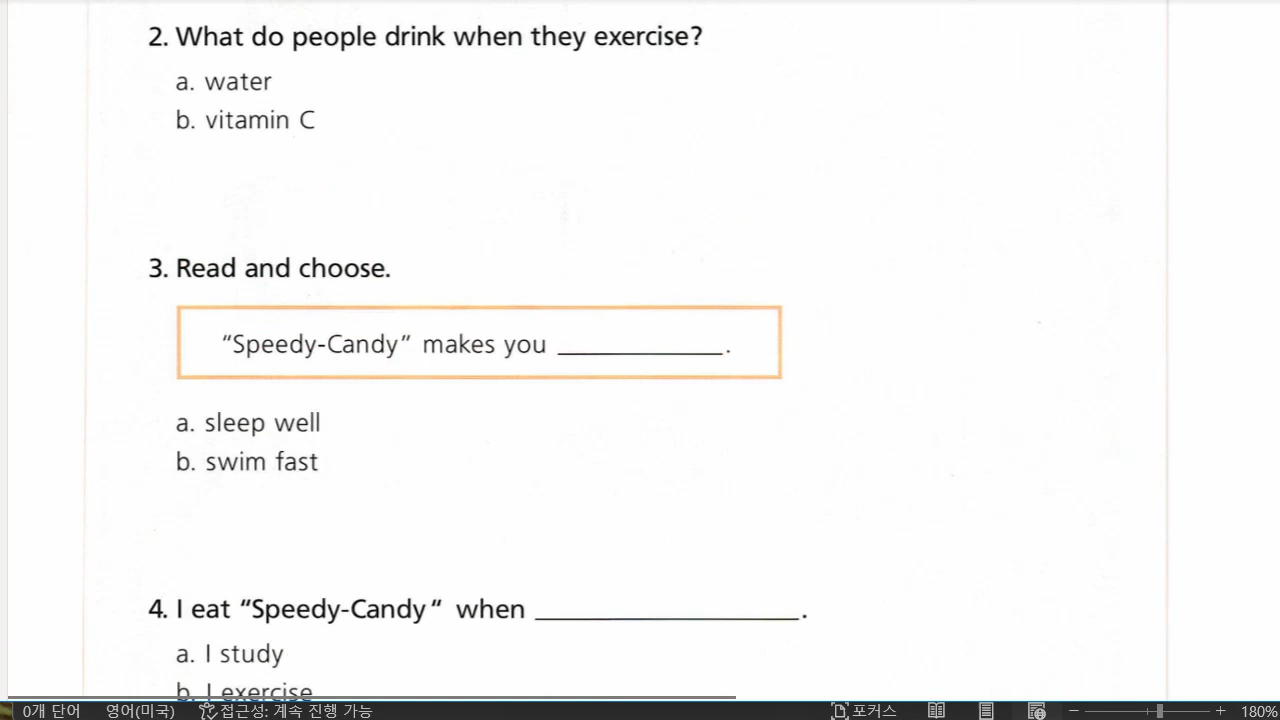 2. What do people drink when they exercise?
a. water
b. vitamin C
3. Read and choose.
"Speedy-Candy" makes you ____________.
a. sleep well
b. swim fast
4. I eat "Speedy-Candy" when ___________________.
a. I study
b. I exercise
0개 단어 영어(미국) 접근성: 계속 진행 가능 포커스 180%